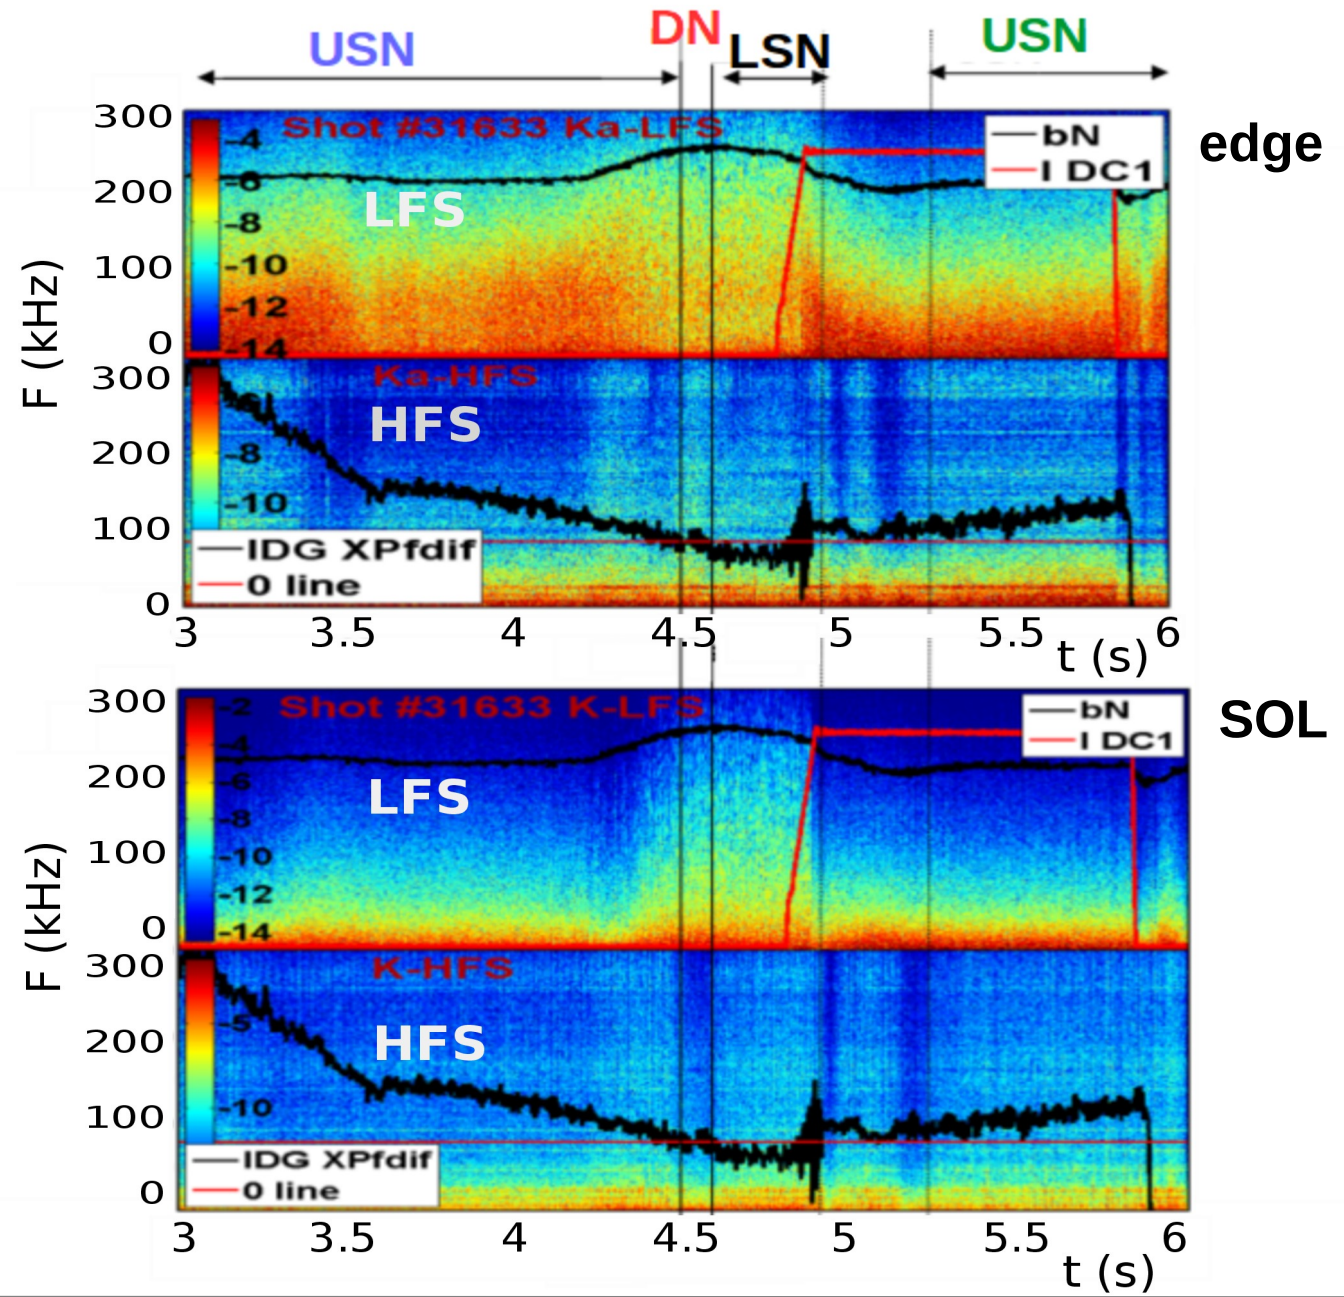 USN DN LSN USN
300 Shot #31633 Ka-LFS
-4 bN edge
200 -6 I DC1
LFS
-8
100 -10
-12
0 -14
F (kHz)
300 Ka-HFS
HFS
200 -8
-10
100 IDG XPfdif
0 line
0
3 3.5 4 4.5 5 5.5 6
t (s)
300 -2 Shot #31633 K-LFS bN SOL
-4 I DC1
200 -6
LFS
-8
100 -10
-12
0 -14
F (kHz)
300 K-HFS
-5
200 HFS
100 -10
IDG XPfdif
0 0 line
3 3.5 4 4.5 5 5.5 6
t (s)